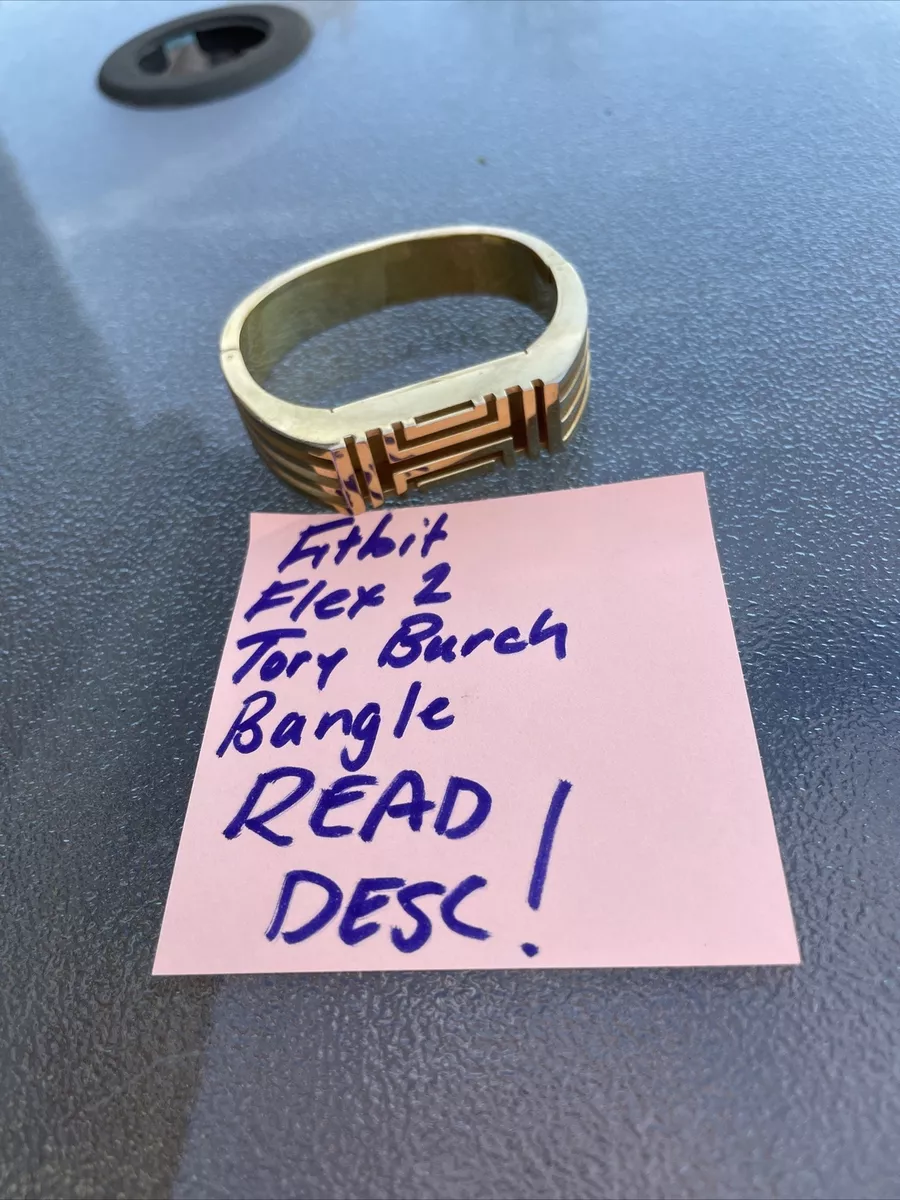 Fitbit
Flex 2
Tory Burch
Bangle
READ
DESC!